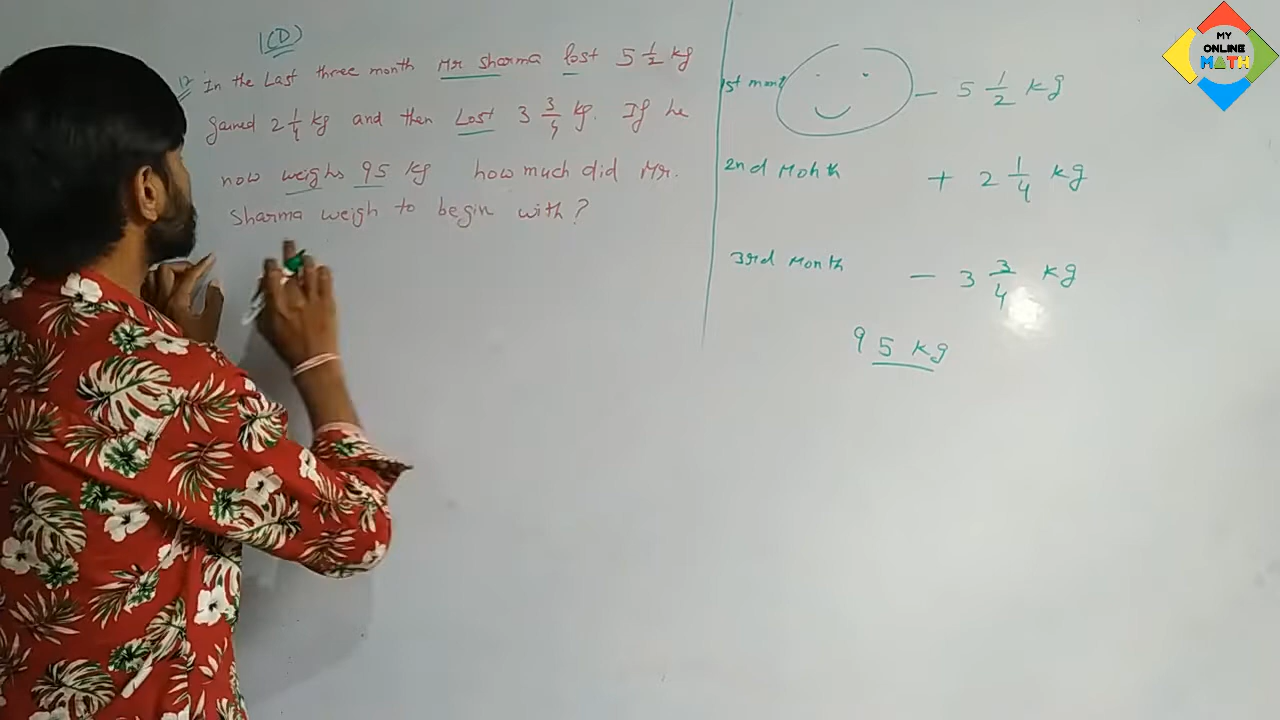 1(D)
17 In the Last three month Mr Sharma lost 5 1/2 kg
gained 2 1/4 kg and then Lost 3 3/4 kg. If he
now weighs 95 kg how much did Mr.
Sharma weigh to begin with?
1st mont — 5 1/2 kg
2nd Month + 2 1/4 kg
3rd Month — 3 3/4 kg
95 kg
MY
ONLINE
MATH